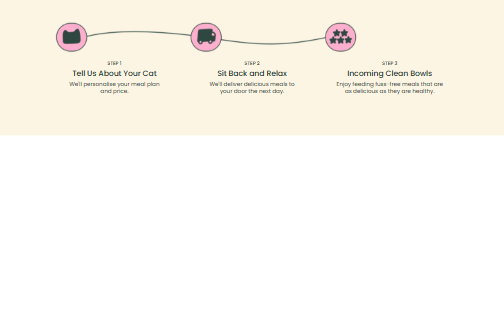 STEP 1
Tell Us About Your Cat
We'll personalise your meal plan
and price.
STEP 2
Sit Back and Relax
We'll deliver delicious meals to
your door the next day.
STEP 3
Incoming Clean Bowls
Enjoy feeding fuss-free meals that are
as delicious as they are healthy.